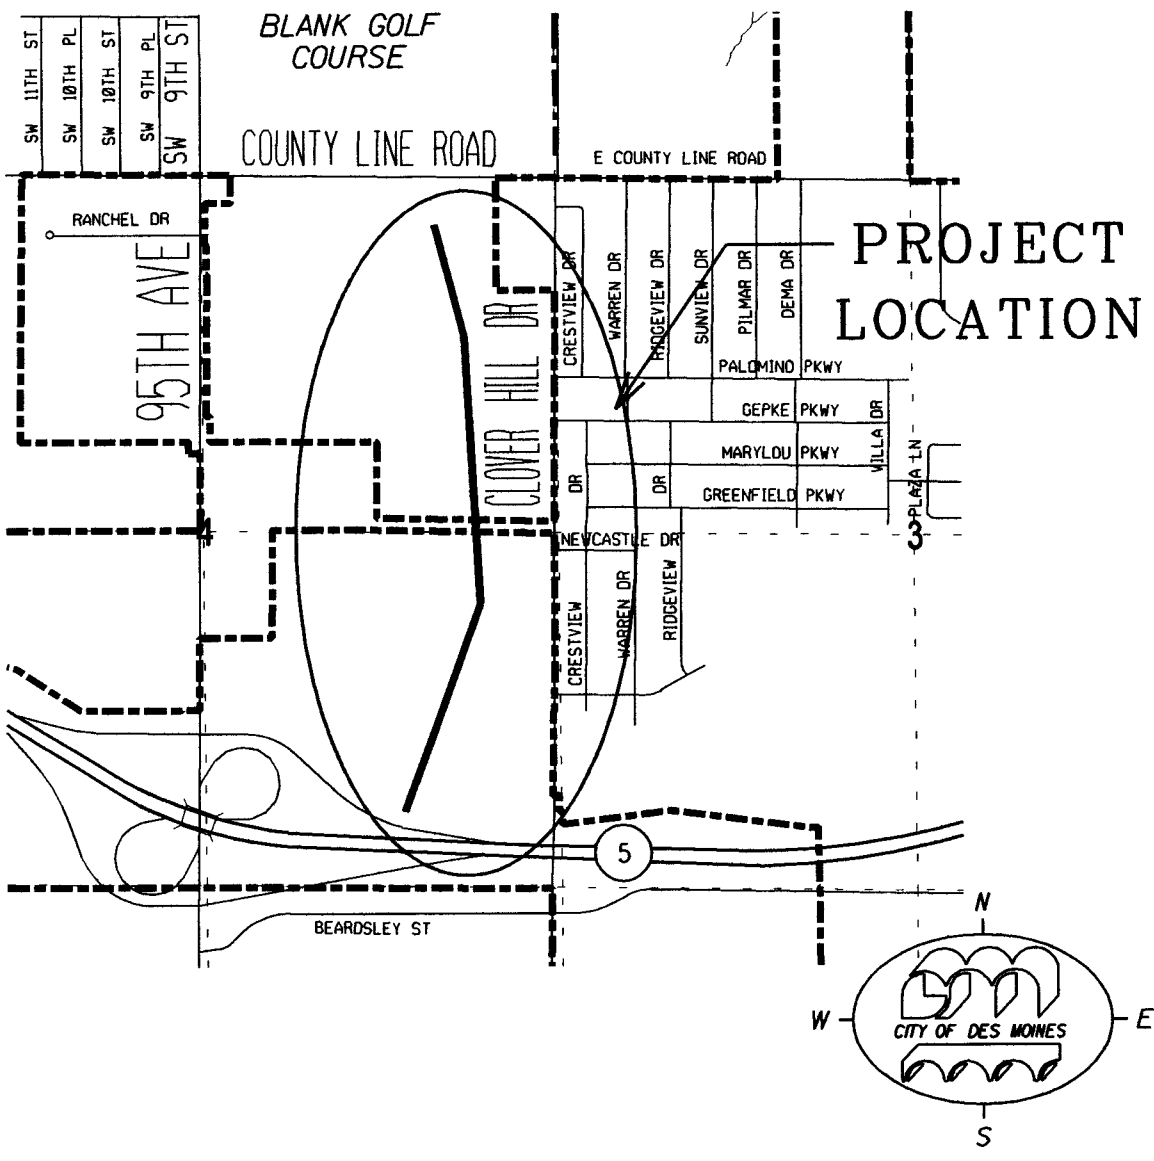 BLANK GOLF
COURSE
SW 11TH ST
SW 10TH PL
SW 10TH ST
SW 9TH PL
SW 9TH ST
COUNTY LINE ROAD
E COUNTY LINE ROAD
RANCHEL DR
95TH AVE
CLOVER HILL DR
CRESTVIEW DR
WARREN DR
RIDGEVIEW DR
SUNVIEW DR
PILMAR DR
DEMA DR
PROJECT
LOCATION
PALOMINO PKWY
GEPKE PKWY
MARYLOU PKWY
GREENFIELD PKWY
WILLA DR
PLAZA LN
DR
DR
4
3
NEWCASTLE DR
CRESTVIEW
WARREN DR
RIDGEVIEW
5
BEARDSLEY ST
N
W
E
CITY OF DES MOINES
S